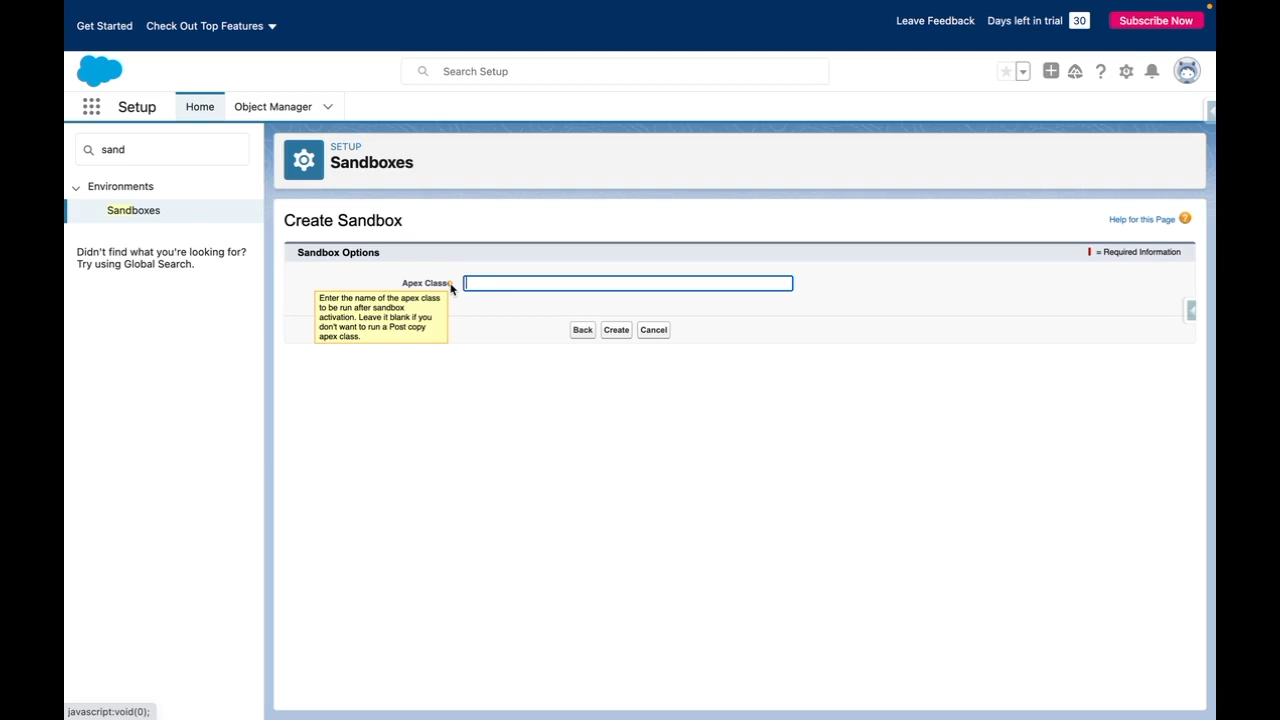 Get Started
Check Out Top Features
Leave Feedback
Days left in trial
30
Subscribe Now
Search Setup
Setup
Home
Object Manager
sand
Environments
Sandboxes
Didn't find what you're looking for?
Try using Global Search.
SETUP
Sandboxes
Create Sandbox
Help for this Page
Sandbox Options
= Required Information
Apex Class
Enter the name of the apex class
to be run after sandbox
activation. Leave it blank if you
don't want to run a Post copy
apex class.
Back
Create
Cancel
javascript:void(0);